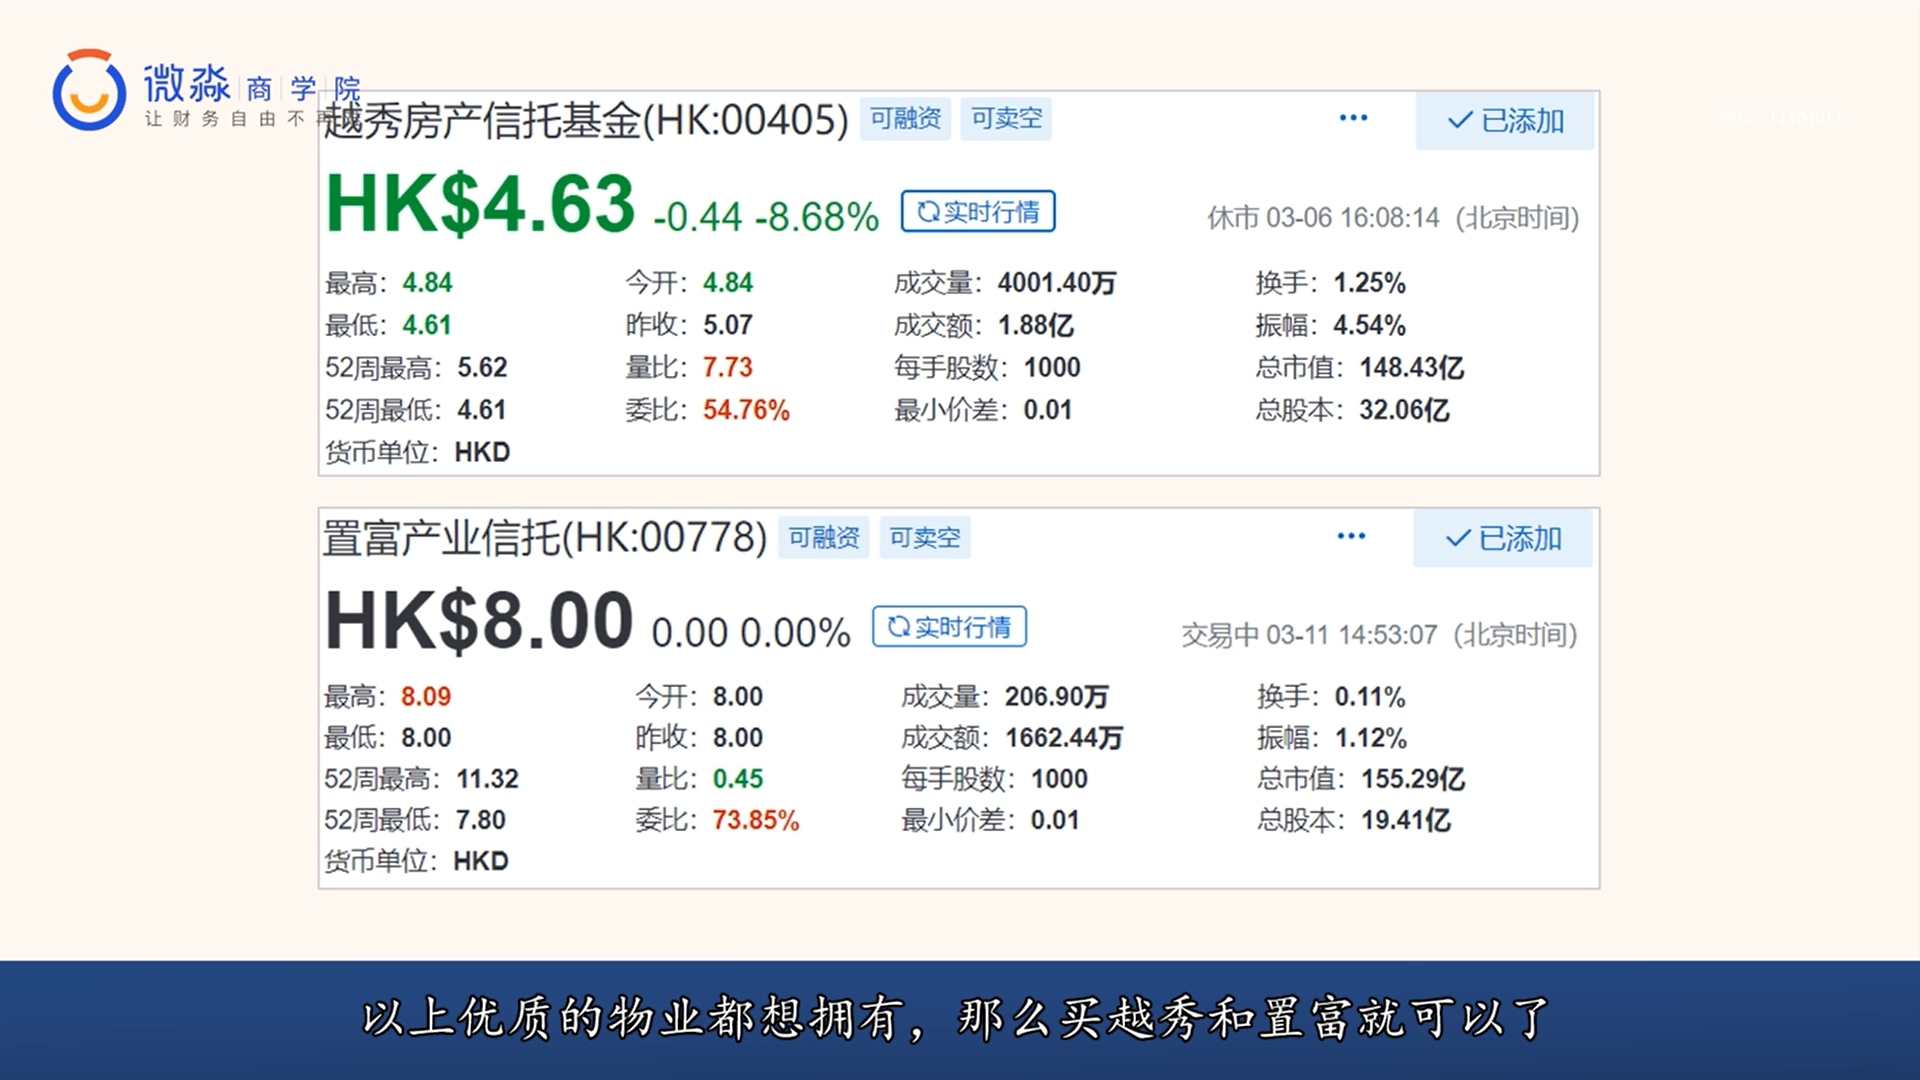 微淼 商学院
让财务自由不再
越秀房产信托基金(HK:00405) 可融资 可卖空 ··· ✓ 已添加
HK$4.63 -0.44 -8.68% 实时行情 休市 03-06 16:08:14 (北京时间)
最高：4.84 今开：4.84 成交量：4001.40万 换手：1.25%
最低：4.61 昨收：5.07 成交额：1.88亿 振幅：4.54%
52周最高：5.62 量比：7.73 每手股数：1000 总市值：148.43亿
52周最低：4.61 委比：54.76% 最小价差：0.01 总股本：32.06亿
货币单位：HKD
置富产业信托(HK:00778) 可融资 可卖空 ··· ✓ 已添加
HK$8.00 0.00 0.00% 实时行情 交易中 03-11 14:53:07 (北京时间)
最高：8.09 今开：8.00 成交量：206.90万 换手：0.11%
最低：8.00 昨收：8.00 成交额：1662.44万 振幅：1.12%
52周最高：11.32 量比：0.45 每手股数：1000 总市值：155.29亿
52周最低：7.80 委比：73.85% 最小价差：0.01 总股本：19.41亿
货币单位：HKD
以上优质的物业都想拥有，那么买越秀和置富就可以了